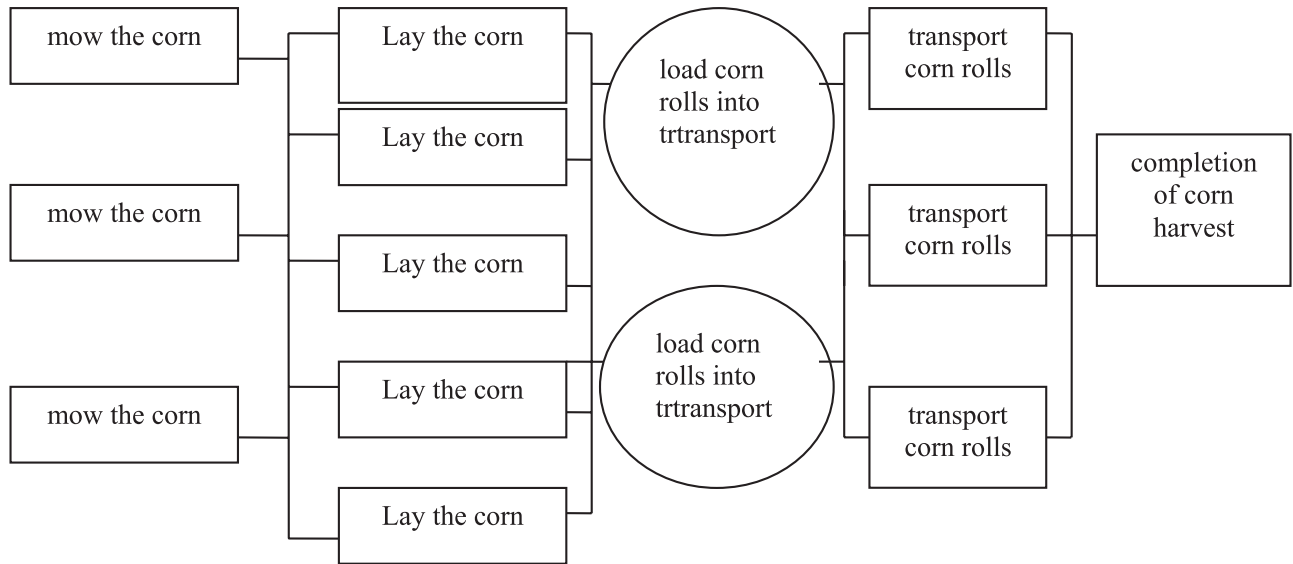 mow the corn
mow the corn
mow the corn
Lay the corn
Lay the corn
Lay the corn
Lay the corn
Lay the corn
load corn
rolls into
trtransport
load corn
rolls into
trtransport
transport
corn rolls
transport
corn rolls
transport
corn rolls
completion
of corn
harvest